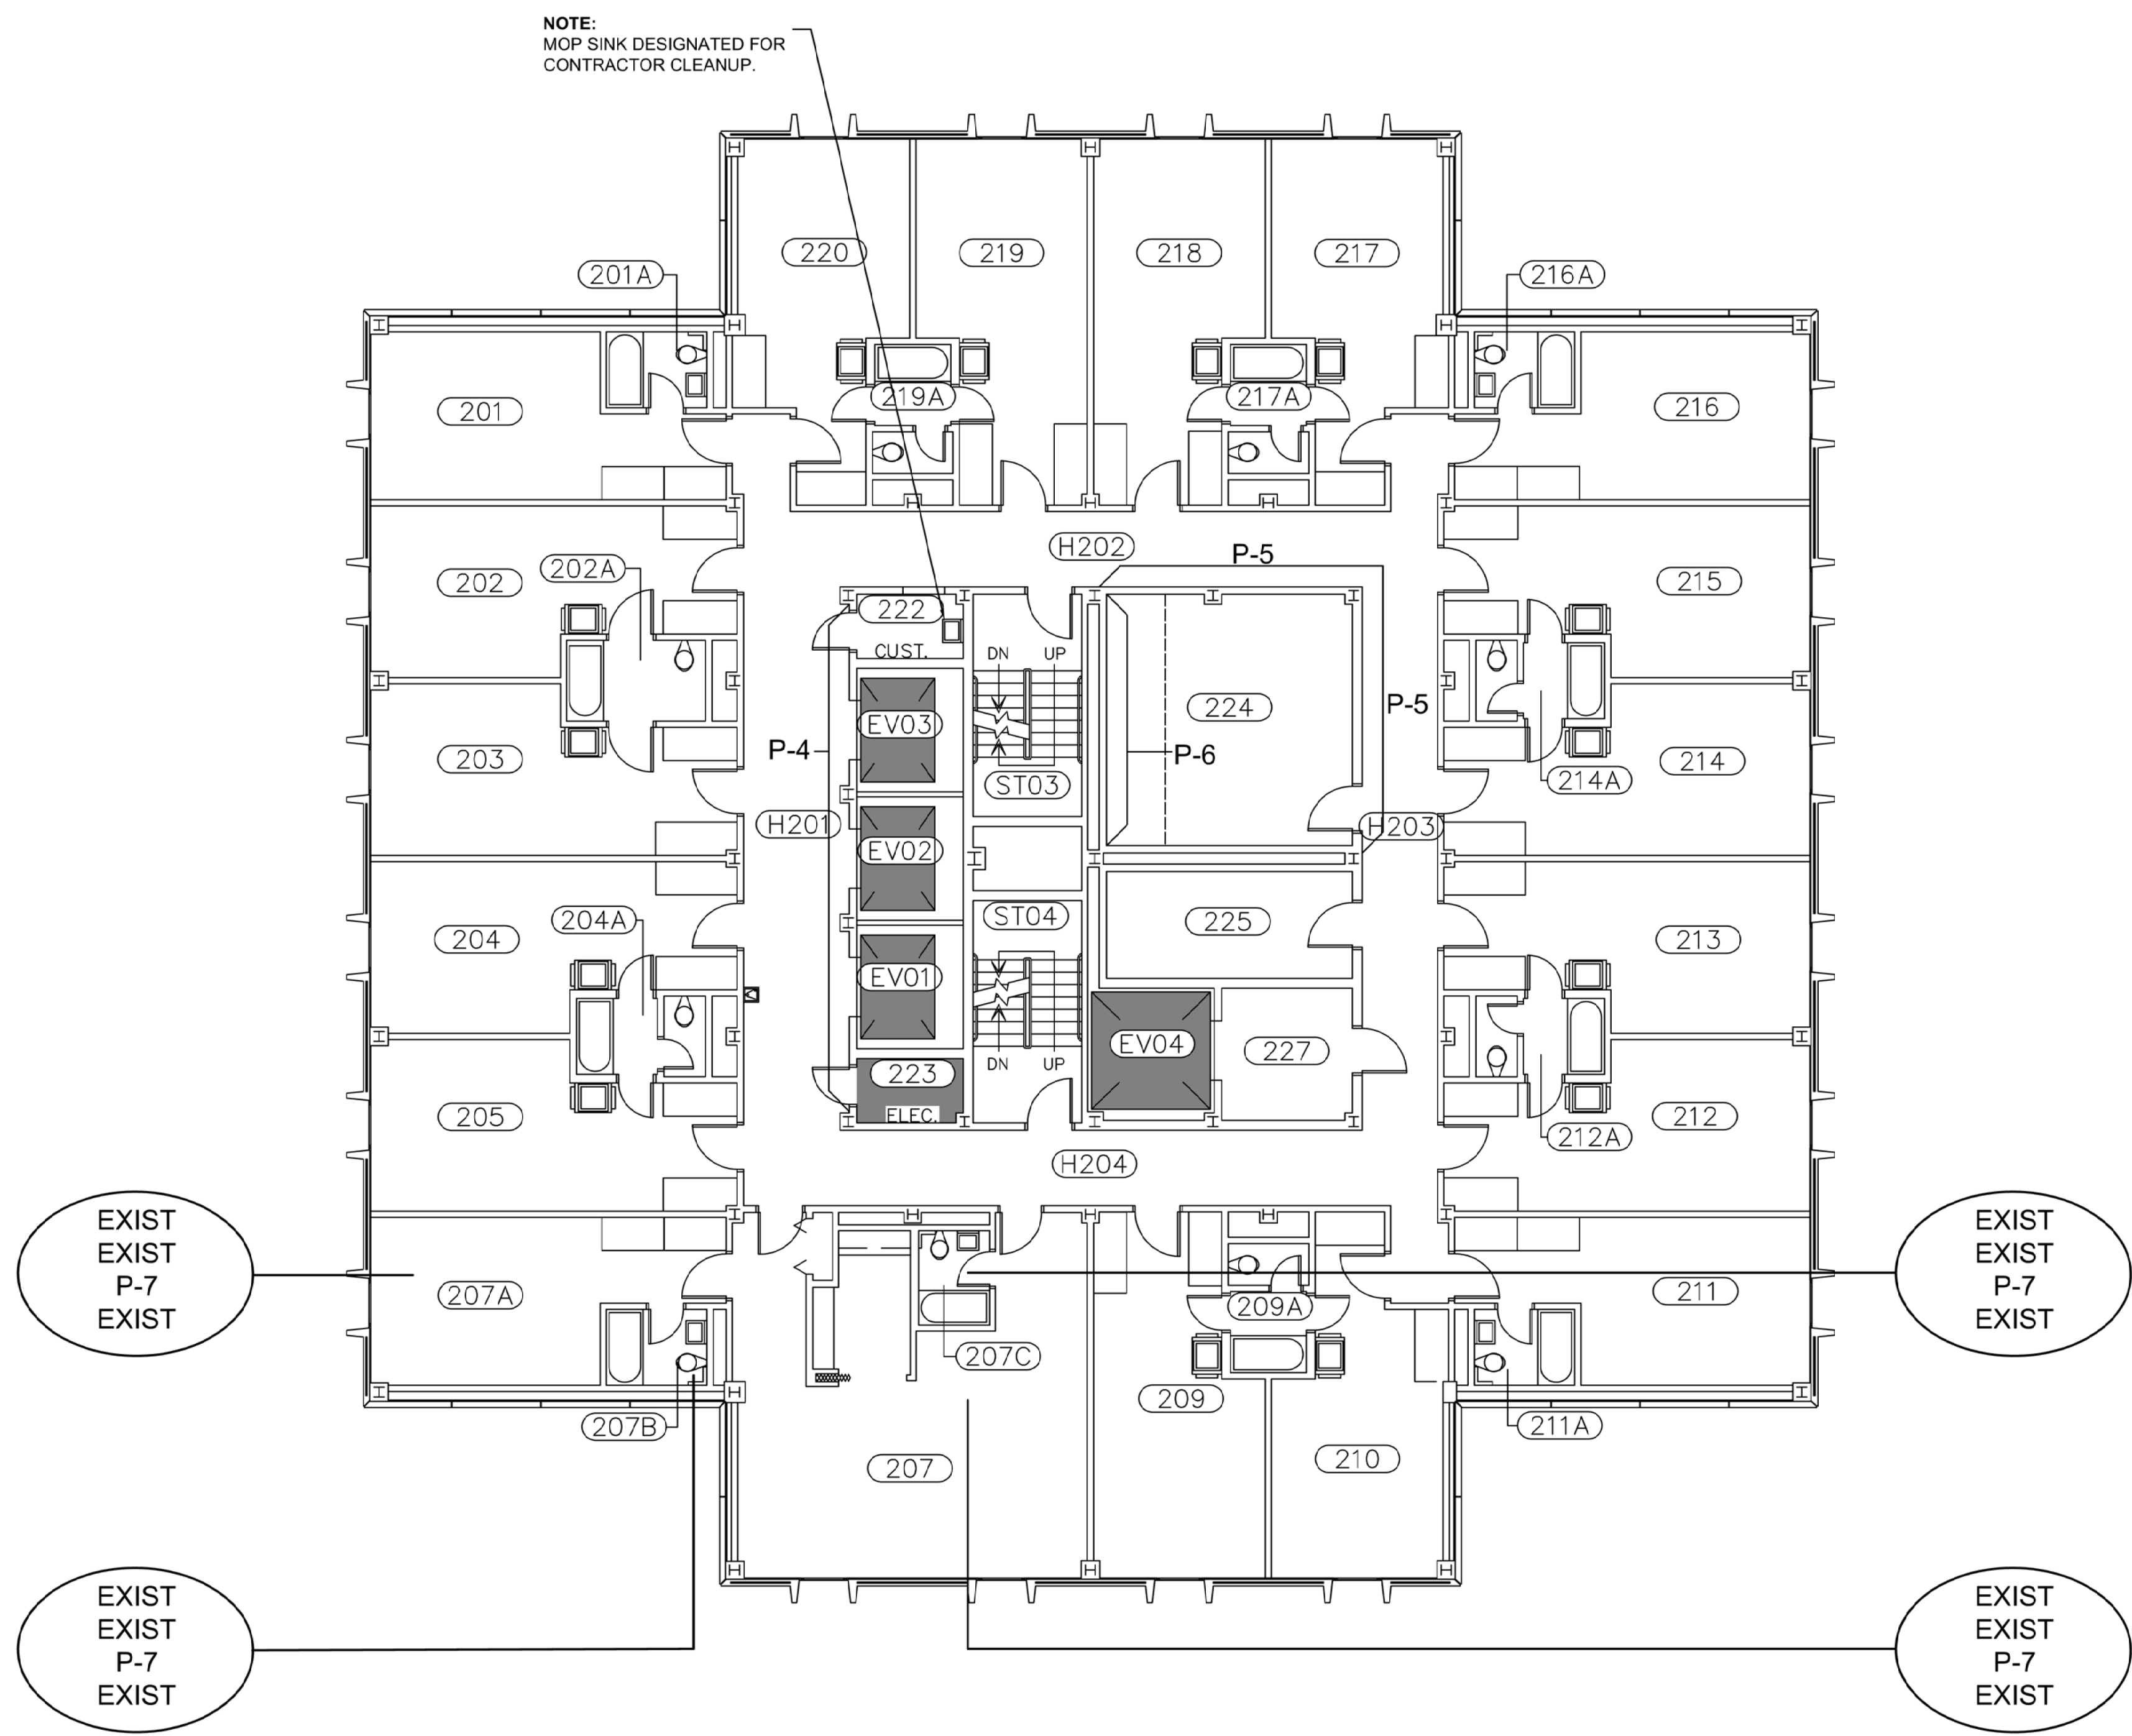 NOTE:
MOP SINK DESIGNATED FOR
CONTRACTOR CLEANUP.
220
219
218
217
201A
216A
219A
217A
201
216
H202
P-5
202
202A
215
222
CUST.
DN
UP
224
P-5
EV03
203
P-4
P-6
214
ST03
214A
H201
H203
EV02
204
204A
ST04
225
213
EV01
EV04
227
DN
UP
223
ELEC.
205
212
212A
H204
EXIST
EXIST
P-7
EXIST
EXIST
EXIST
P-7
EXIST
207A
209A
211
207C
209
207B
211A
207
210
EXIST
EXIST
P-7
EXIST
EXIST
EXIST
P-7
EXIST